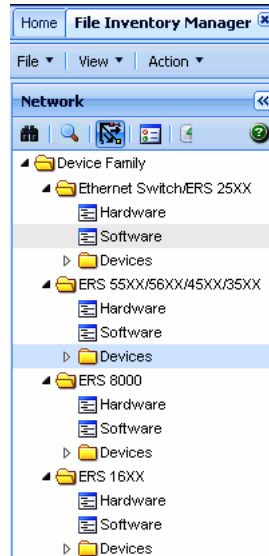 Home File Inventory Manager
File View Action
Network
Device Family
Ethernet Switch/ERS 25XX
Hardware
Software
Devices
ERS 55XX/56XX/45XX/35XX
Hardware
Software
Devices
ERS 8000
Hardware
Software
Devices
ERS 16XX
Hardware
Software
Devices